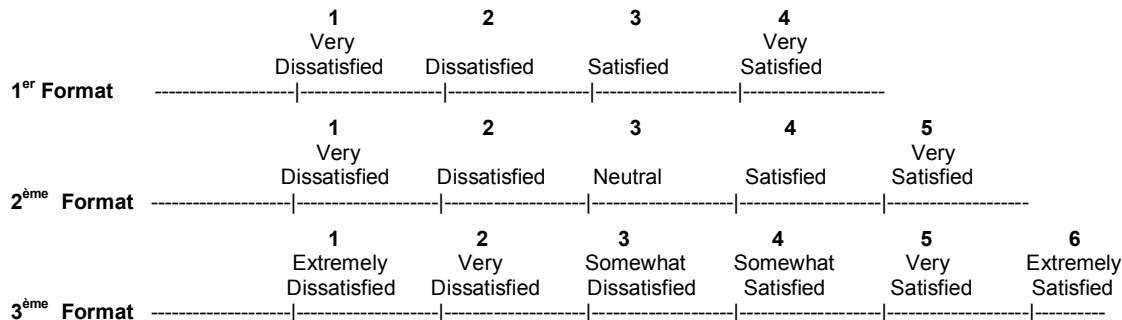 1 2 3 4
Very Very
Dissatisfied Dissatisfied Satisfied Satisfied
1er Format --------------------|--------------------|--------------------|--------------------|--------------------
1 2 3 4 5
Very Very
Dissatisfied Dissatisfied Neutral Satisfied Satisfied
2ème Format --------------------|--------------------|--------------------|--------------------|--------------------|--------------------
1 2 3 4 5 6
Extremely Very Somewhat Somewhat Very Extremely
Dissatisfied Dissatisfied Dissatisfied Satisfied Satisfied Satisfied
3ème Format --------------------|--------------------|--------------------|--------------------|--------------------|--------------------|----------